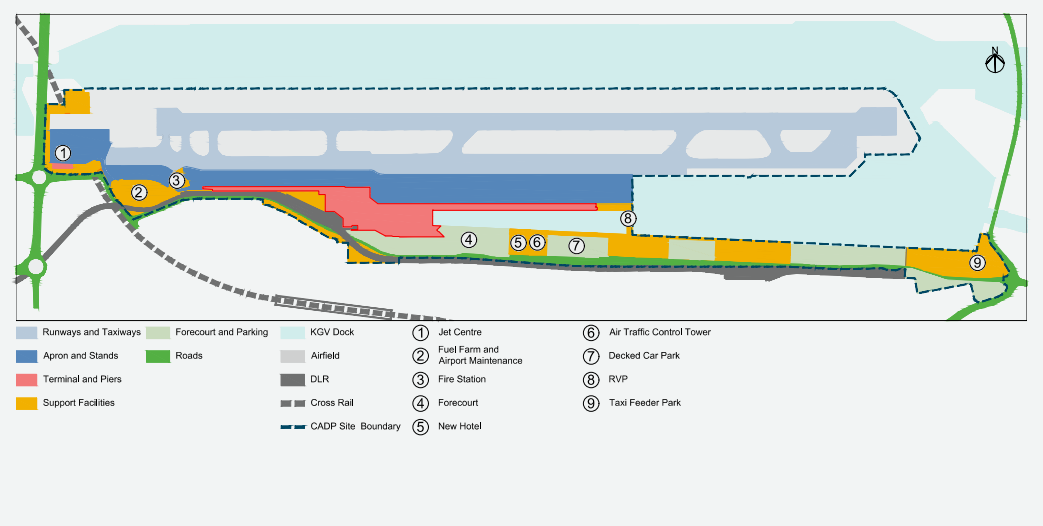 N
1
2
3
4
5
6
7
8
9
Runways and Taxiways
Apron and Stands
Terminal and Piers
Support Facilities
Forecourt and Parking
Roads
KGV Dock
Airfield
DLR
Cross Rail
CADP Site Boundary
1 Jet Centre
2 Fuel Farm and
Airport Maintenance
3 Fire Station
4 Forecourt
5 New Hotel
6 Air Traffic Control Tower
7 Decked Car Park
8 RVP
9 Taxi Feeder Park